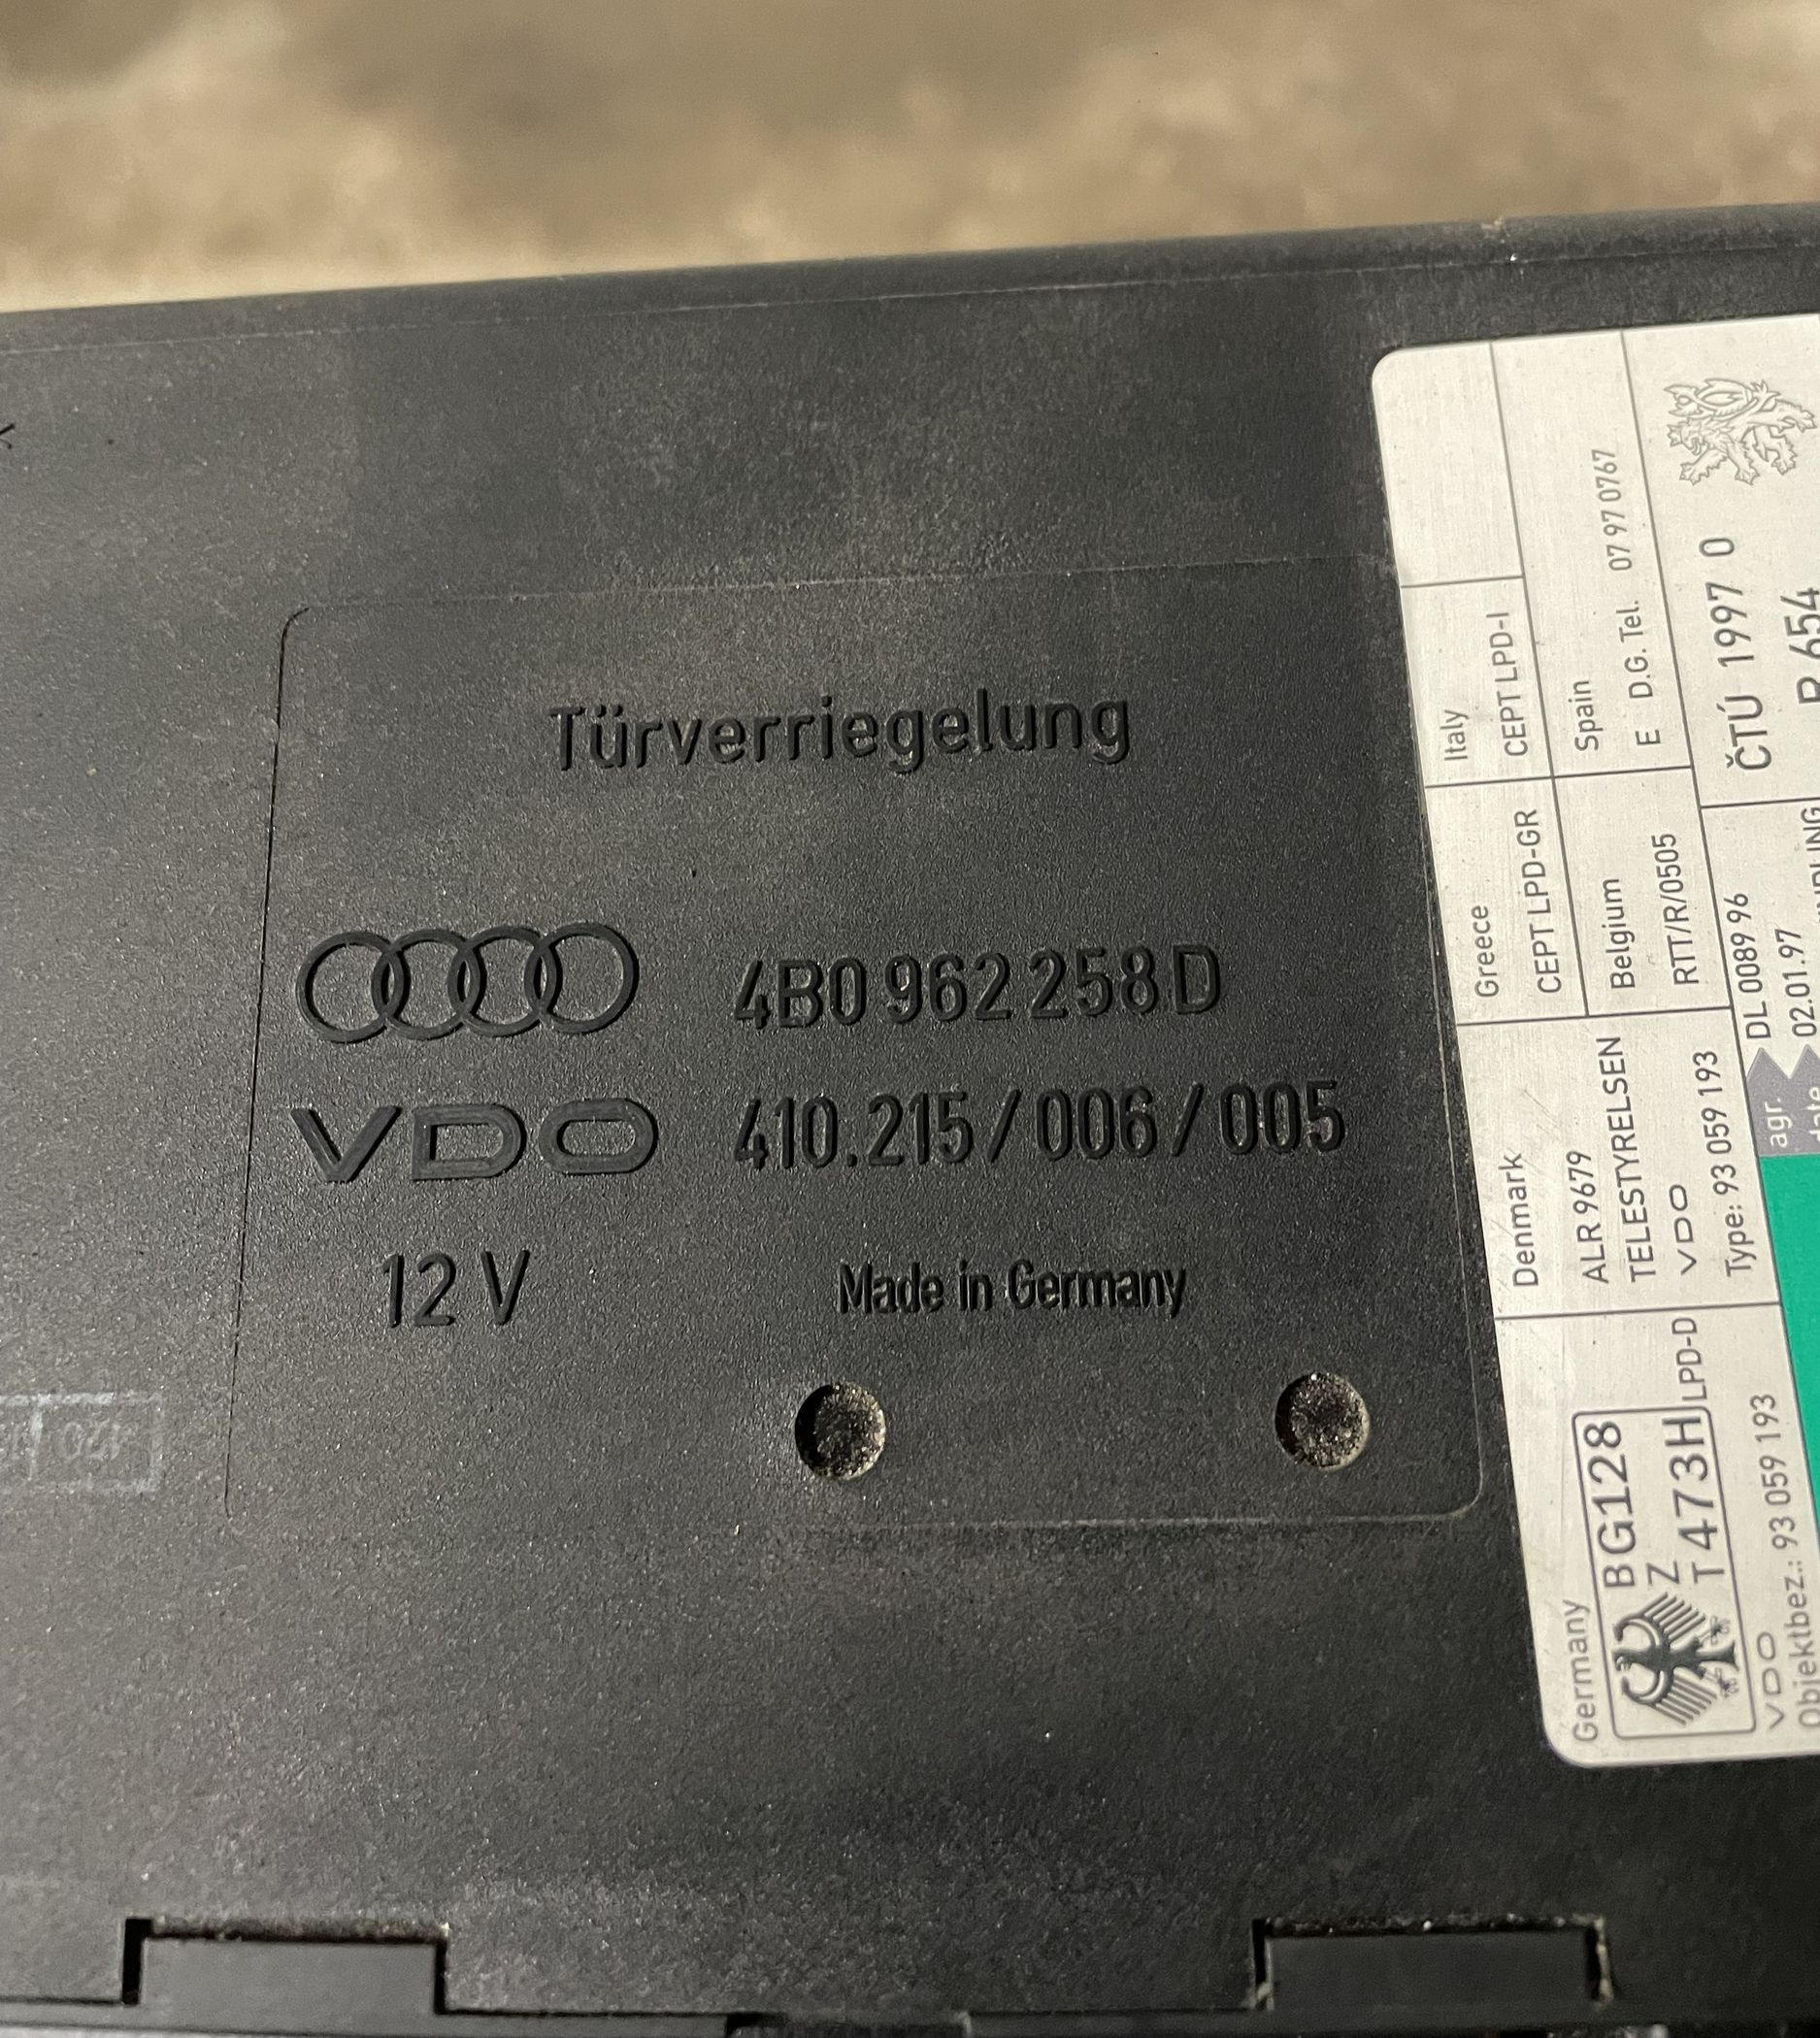 Türverriegelung
4B0 962 258 D
VDO 410.215 / 006 / 005
12 V Made in Germany
Italy
CEPT LPD-I
Spain
E D.G. Tel. 07 97 0767
ČTÚ 1997 0
Greece
CEPT LPD-GR
Belgium
RTT/R/0505
DL 0089 96
02.01.97
Denmark
ALR 9679
TELESTYRELSEN
VDO
Type: 93 059 193
agr.
Germany
BG128
Z
T 473H LPD-D
VDO
Objektbez.: 93 059 193